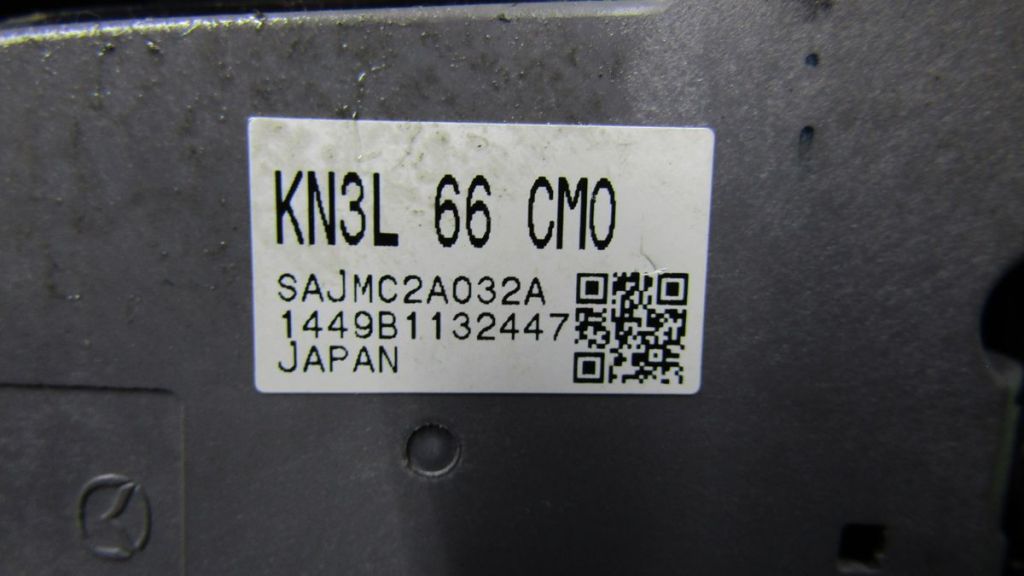 KN3L 66 CM0
SAJMC2A032A
1449B1132447
JAPAN